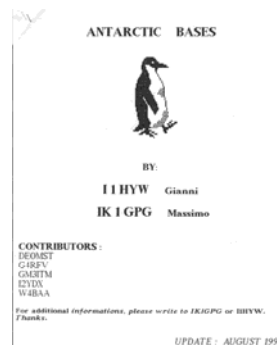 ANTARCTIC BASES
BY:
I 1 HYW Gianni
IK 1 GPG Massimo
CONTRIBUTORS :
DE0MST
G4RFV
GM3ITM
I2YDX
W4BAA
For additional informations, please write to IK1GPG or I1HYW.
Thanks.
UPDATE : AUGUST 199